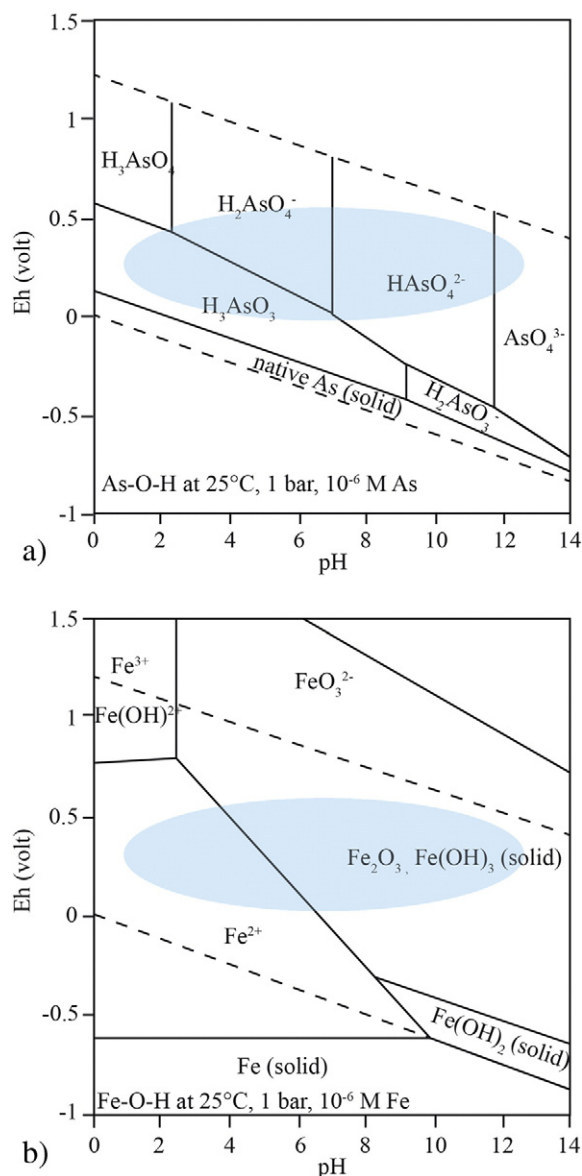 1.5
1
0.5
0
-0.5
-1
Eh (volt)
H₃AsO₄
H₂AsO₄⁻
HAsO₄²⁻
H₃AsO₃
AsO₄³⁻
native As (solid)
H₂AsO₃⁻
As-O-H at 25°C, 1 bar, 10⁻⁶ M As
0 2 4 6 8 10 12 14
pH
a)
1.5
1
0.5
0
-0.5
-1
Eh (volt)
Fe³⁺
FeO₃²⁻
Fe(OH)²⁺
Fe₂O₃, Fe(OH)₃ (solid)
Fe²⁺
Fe(OH)₂ (solid)
Fe (solid)
Fe-O-H at 25°C, 1 bar, 10⁻⁶ M Fe
0 2 4 6 8 10 12 14
pH
b)